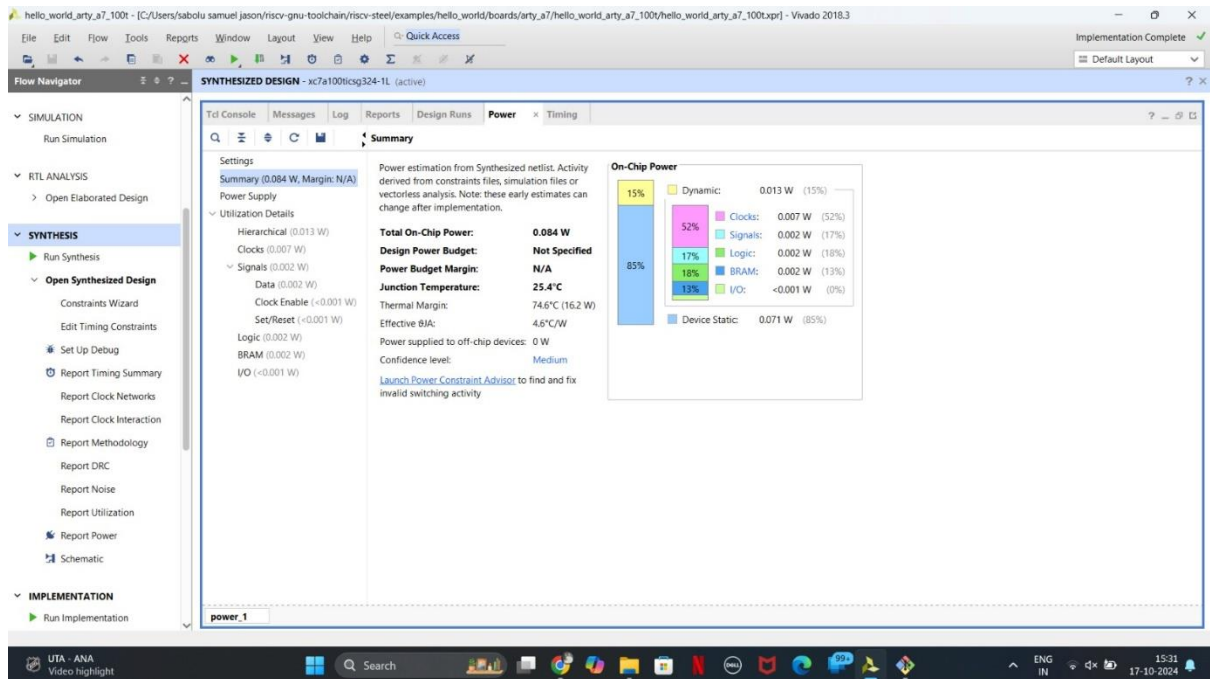 hello_world_arty_a7_100t - [C:/Users/sabolu samuel jason/riscv-gnu-toolchain/riscv-steel/examples/hello_world/boards/arty_a7/hello_world_arty_a7_100t/hello_world_arty_a7_100t.xpr] - Vivado 2018.3
File Edit Flow Tools Reports Window Layout View Help Quick Access
Implementation Complete
Default Layout
Flow Navigator
SIMULATION
Run Simulation
RTL ANALYSIS
Open Elaborated Design
SYNTHESIS
Run Synthesis
Open Synthesized Design
Constraints Wizard
Edit Timing Constraints
Set Up Debug
Report Timing Summary
Report Clock Networks
Report Clock Interaction
Report Methodology
Report DRC
Report Noise
Report Utilization
Report Power
Schematic
IMPLEMENTATION
Run Implementation
SYNTHESIZED DESIGN - xc7a100ticsg324-1L (active)
Tcl Console Messages Log Reports Design Runs Power Timing
Summary
Settings
Summary (0.084 W, Margin: N/A)
Power Supply
Utilization Details
Hierarchical (0.013 W)
Clocks (0.007 W)
Signals (0.002 W)
Data (0.002 W)
Clock Enable (<0.001 W)
Set/Reset (<0.001 W)
Logic (0.002 W)
BRAM (0.002 W)
I/O (<0.001 W)
Power estimation from Synthesized netlist. Activity
derived from constraints files, simulation files or
vectorless analysis. Note: these early estimates can
change after implementation.
Total On-Chip Power: 0.084 W
Design Power Budget: Not Specified
Power Budget Margin: N/A
Junction Temperature: 25.4°C
Thermal Margin: 74.6°C (16.2 W)
Effective θJA: 4.6°C/W
Power supplied to off-chip devices: 0 W
Confidence level: Medium
Launch Power Constraint Advisor to find and fix
invalid switching activity
On-Chip Power
15%
85%
Dynamic: 0.013 W (15%)
52%
17%
18%
13%
Clocks: 0.007 W (52%)
Signals: 0.002 W (17%)
Logic: 0.002 W (18%)
BRAM: 0.002 W (13%)
I/O: <0.001 W (0%)
Device Static: 0.071 W (85%)
power_1
UTA - ANA
Video highlight
Search
DELL
99+
ENG
IN
15:31
17-10-2024